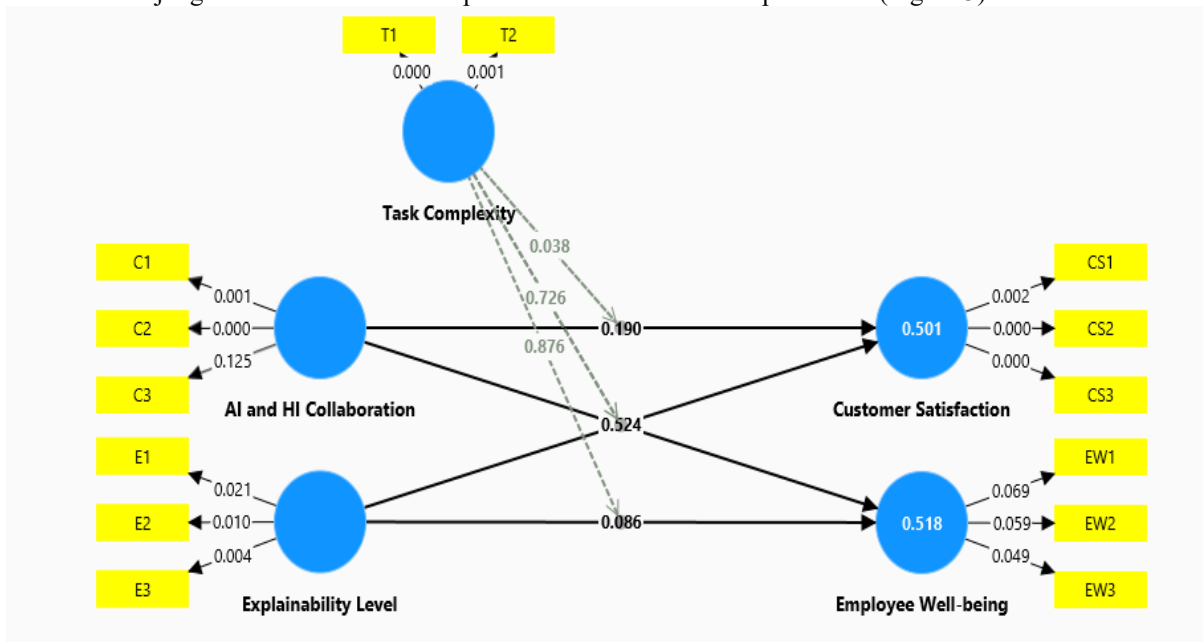 T1 T2
0.000 0.001
Task Complexity
0.038
0.726
0.876
C1
C2
C3
0.001
0.000
0.125
AI and HI Collaboration
0.190
0.501
CS1
CS2
CS3
0.002
0.000
0.000
Customer Satisfaction
0.524
E1
E2
E3
0.021
0.010
0.004
Explainability Level
0.086
0.518
EW1
EW2
EW3
0.069
0.059
0.049
Employee Well-being